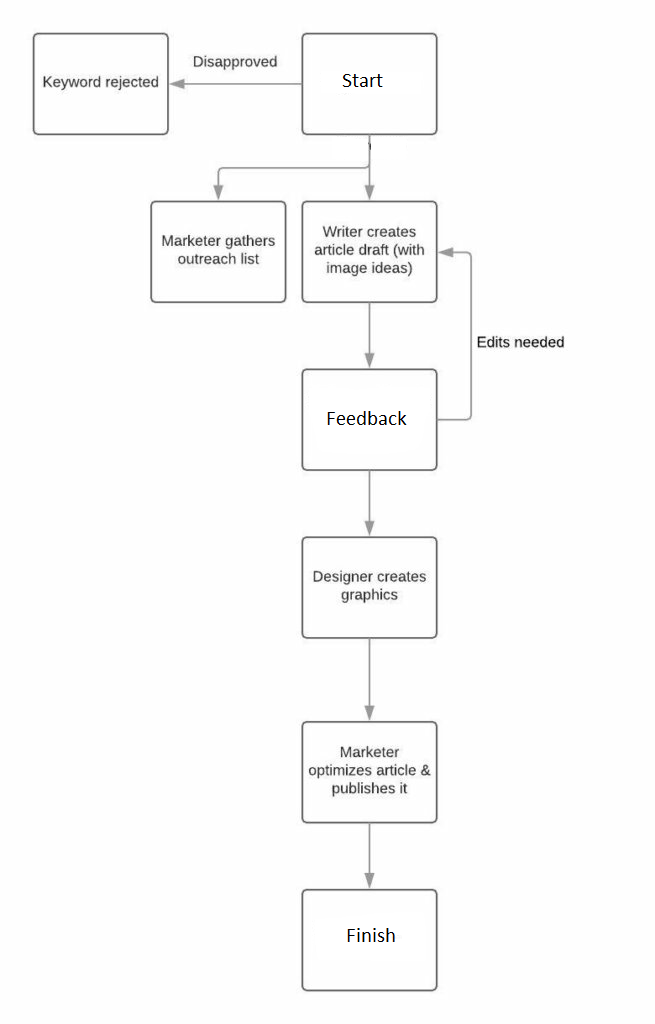 Disapproved
Keyword rejected
Start
Marketer gathers
outreach list
Writer creates
article draft (with
image ideas)
Edits needed
Feedback
Designer creates
graphics
Marketer
optimizes article &
publishes it
Finish